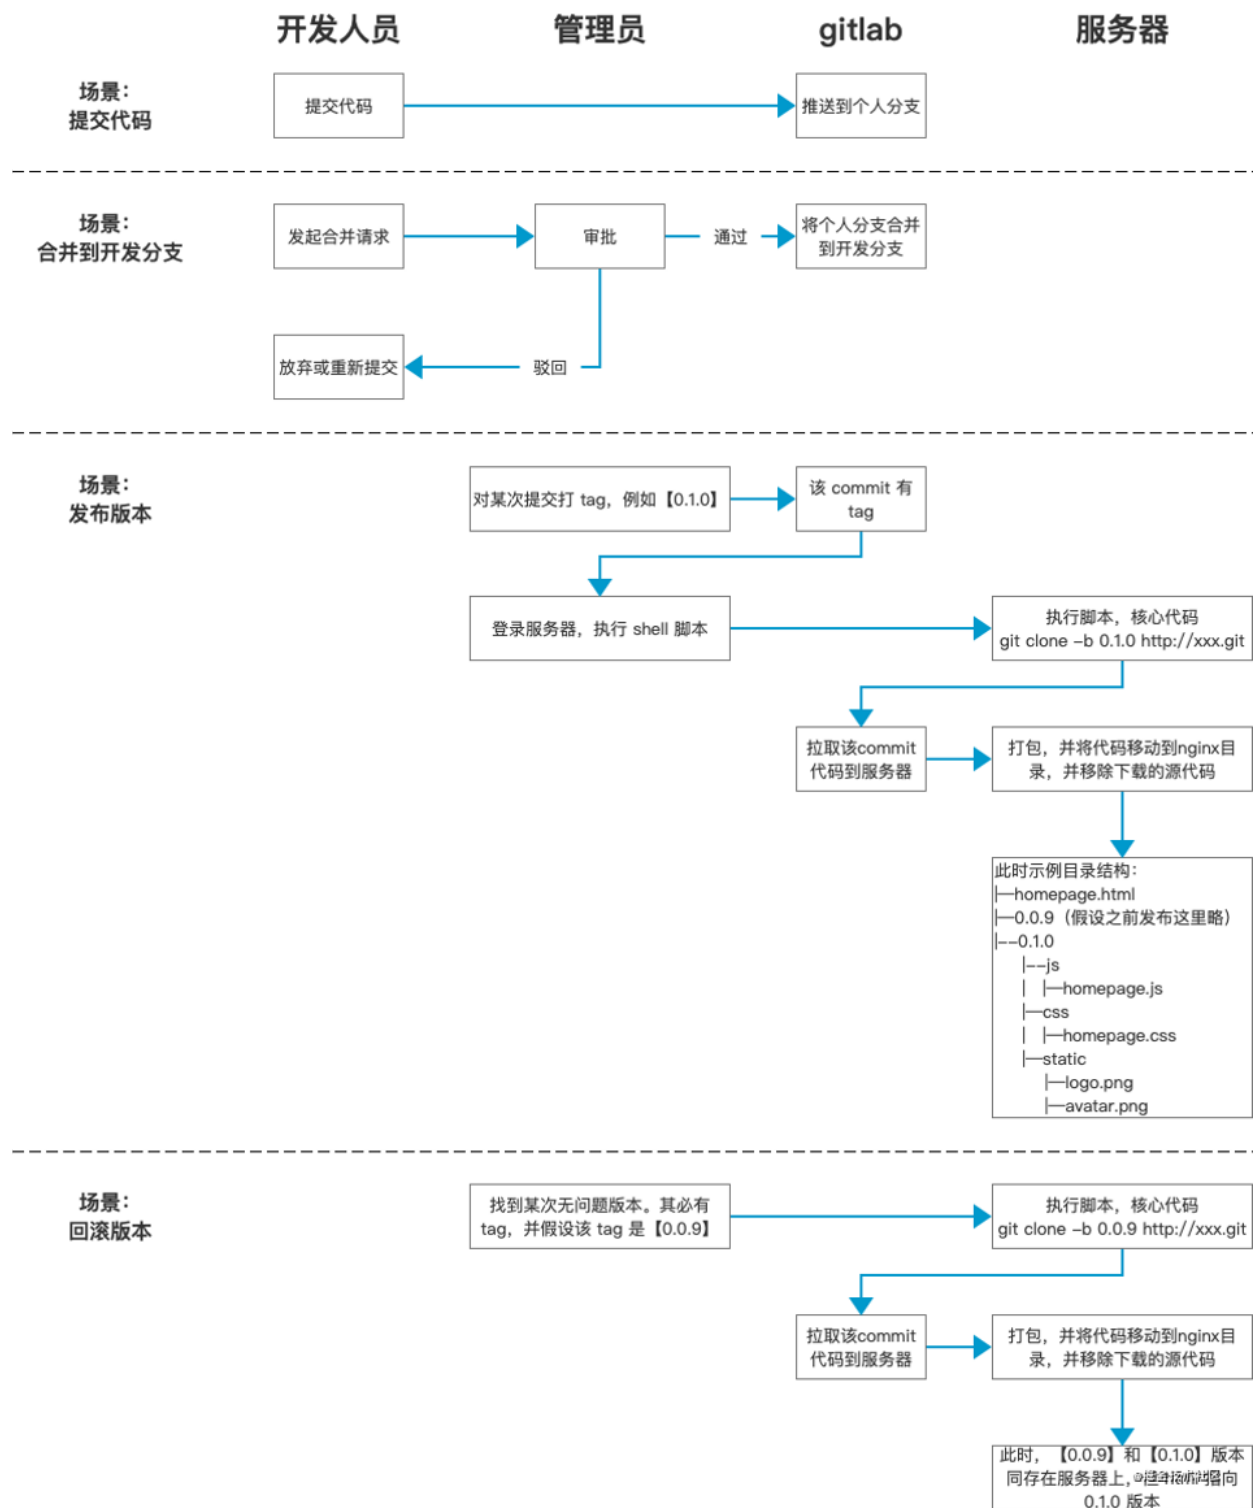 开发人员 管理员 gitlab 服务器
场景：
提交代码
提交代码
推送到个人分支
场景：
合并到开发分支
发起合并请求
审批
通过
将个人分支合并
到开发分支
放弃或重新提交
驳回
场景：
发布版本
对某次提交打 tag，例如【0.1.0】
该 commit 有
tag
登录服务器，执行 shell 脚本
执行脚本，核心代码
git clone -b 0.1.0 http://xxx.git
拉取该commit
代码到服务器
打包，并将代码移动到nginx目
录，并移除下载的源代码
此时示例目录结构：
├─homepage.html
├─0.0.9（假设之前发布这里略）
|--0.1.0
|--js
| ├─homepage.js
├─css
| ├─homepage.css
├─static
├─logo.png
├─avatar.png
场景：
回滚版本
找到某次无问题版本。其必有
tag，并假设该 tag 是【0.0.9】
执行脚本，核心代码
git clone -b 0.0.9 http://xxx.git
拉取该commit
代码到服务器
打包，并将代码移动到nginx目
录，并移除下载的源代码
此时，【0.0.9】和【0.1.0】版本
同存在服务器上，
向
0.1.0 版本